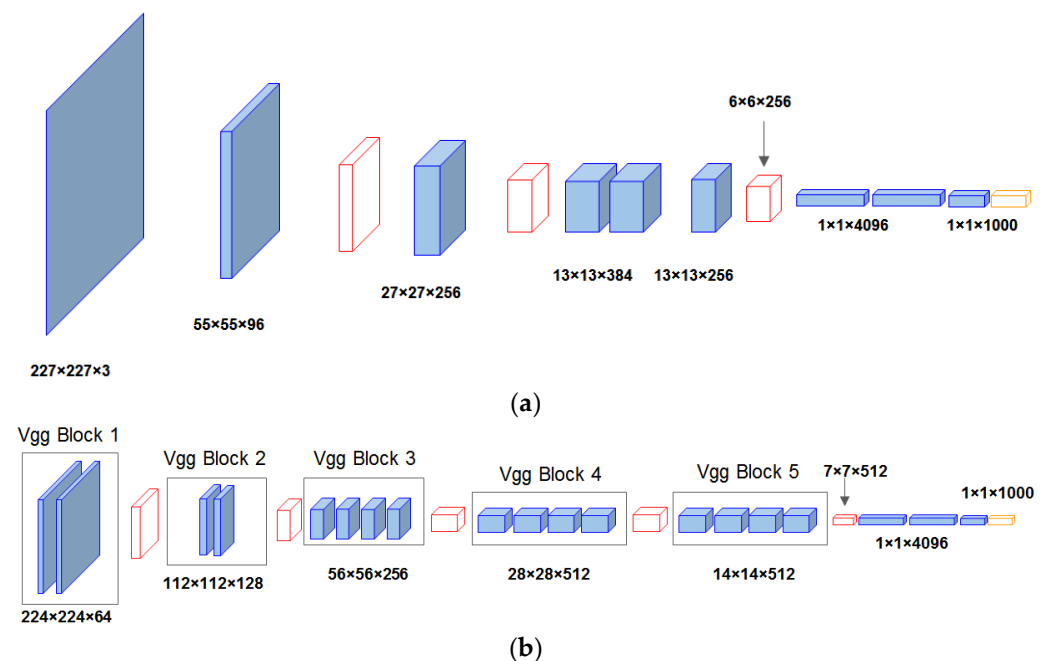 6×6×256
1×1×4096
1×1×1000
13×13×384
13×13×256
27×27×256
55×55×96
227×227×3
(a)
Vgg Block 1
Vgg Block 2
Vgg Block 3
Vgg Block 4
Vgg Block 5
7×7×512
1×1×1000
1×1×4096
56×56×256
28×28×512
14×14×512
112×112×128
224×224×64
(b)